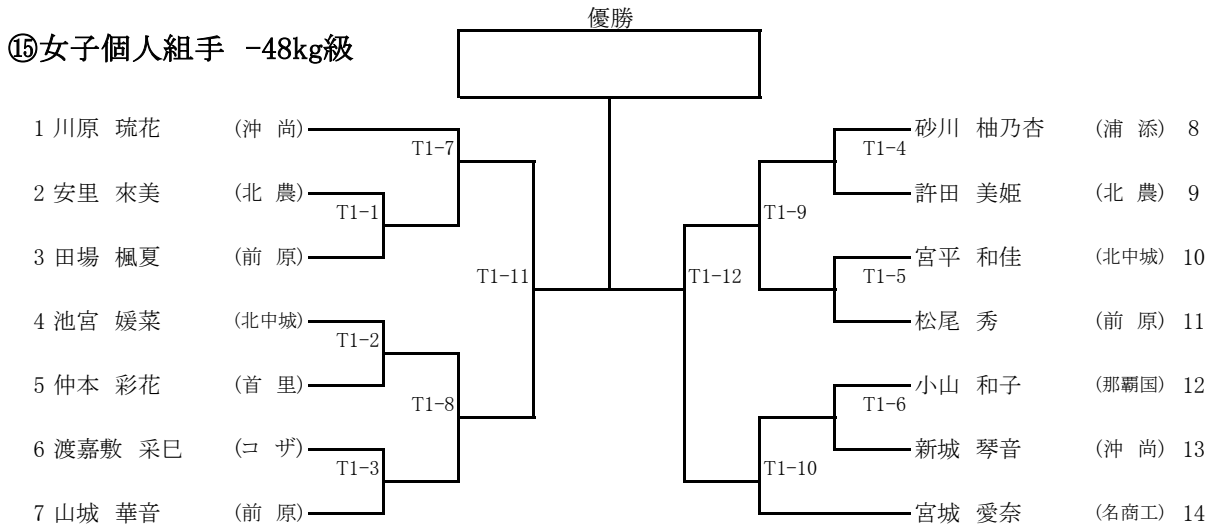 優勝
⑮女子個人組手 -48kg級
1 川原 琉花 (沖 尚)
T1-7
2 安里 來美 (北 農)
T1-1
3 田場 楓夏 (前 原)
T1-11
4 池宮 媛菜 (北中城)
T1-2
5 仲本 彩花 (首 里)
T1-8
6 渡嘉敷 采巳 (コ ザ)
T1-3
7 山城 華音 (前 原)
砂川 柚乃杏 (浦 添) 8
T1-4
許田 美姫 (北 農) 9
T1-9
宮平 和佳 (北中城) 10
T1-12
T1-5
松尾 秀 (前 原) 11
小山 和子 (那覇国) 12
T1-6
新城 琴音 (沖 尚) 13
T1-10
宮城 愛奈 (名商工) 14